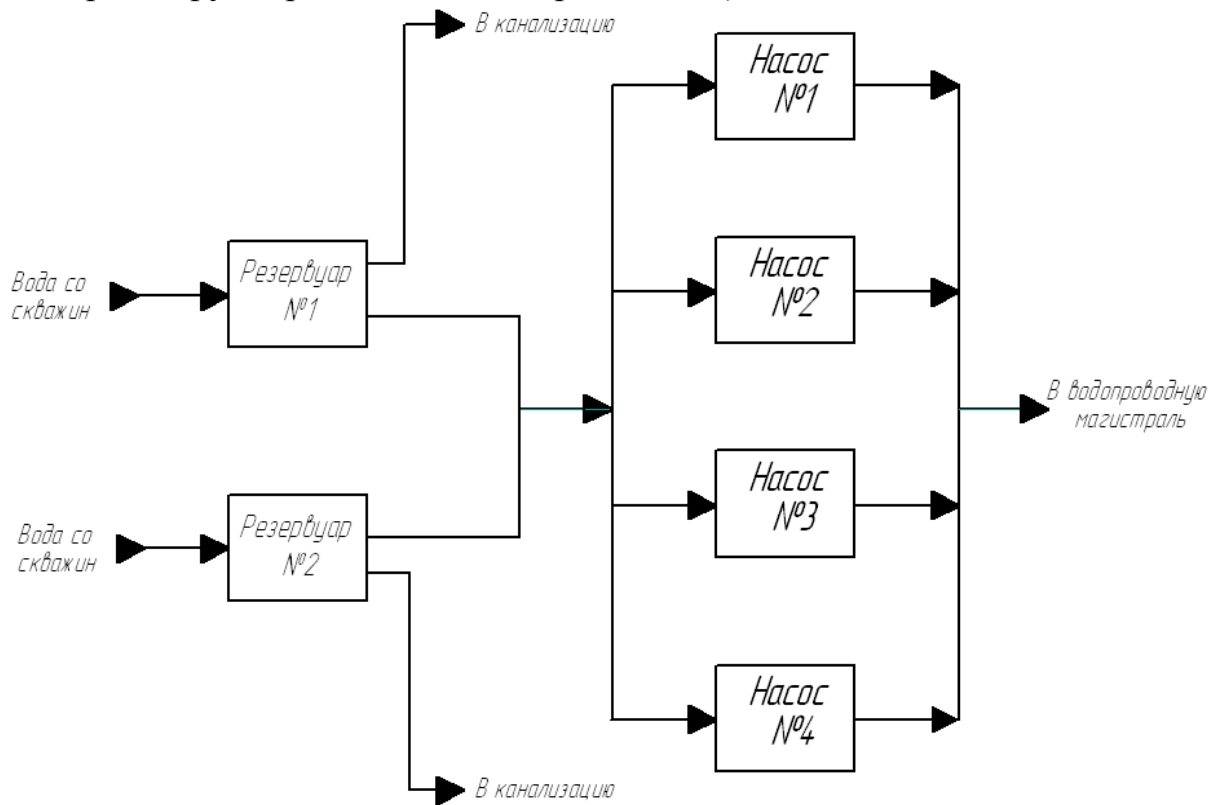 В канализацию
Насос
№1
Вода со
скважин
Резервуар
№1
Насос
№2
В водопроводную
магистраль
Вода со
скважин
Резервуар
№2
Насос
№3
Насос
№4
В канализацию